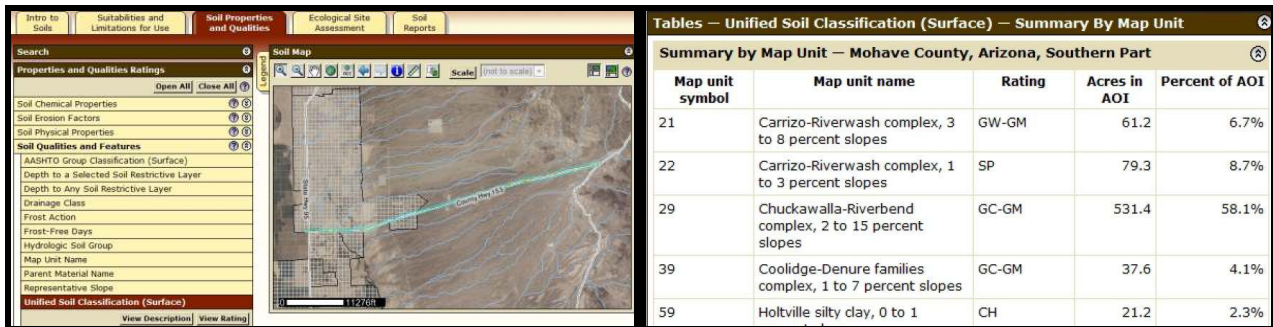 Intro to Soils
Suitabilities and Limitations for Use
Soil Properties and Qualities
Ecological Site Assessment
Soil Reports
Search
Properties and Qualities Ratings
Open All Close All
Soil Chemical Properties
Soil Erosion Factors
Soil Physical Properties
Soil Qualities and Features
AASHTO Group Classification (Surface)
Depth to a Selected Soil Restrictive Layer
Depth to Any Soil Restrictive Layer
Drainage Class
Frost Action
Frost-Free Days
Hydrologic Soil Group
Map Unit Name
Parent Material Name
Representative Slope
Unified Soil Classification (Surface)
View Description View Rating
Legend
Soil Map
Scale (not to scale)
State Hwy 95
County Hwy 153
0 11276ft
Tables — Unified Soil Classification (Surface) — Summary By Map Unit
Summary by Map Unit — Mohave County, Arizona, Southern Part
Map unit symbol Map unit name Rating Acres in AOI Percent of AOI
21 Carrizo-Riverwash complex, 3 GW-GM 61.2 6.7%
to 8 percent slopes
22 Carrizo-Riverwash complex, 1 SP 79.3 8.7%
to 3 percent slopes
29 Chuckawalla-Riverbend GC-GM 531.4 58.1%
complex, 2 to 15 percent
slopes
39 Coolidge-Denure families GC-GM 37.6 4.1%
complex, 1 to 7 percent slopes
59 Holtville silty clay, 0 to 1 CH 21.2 2.3%